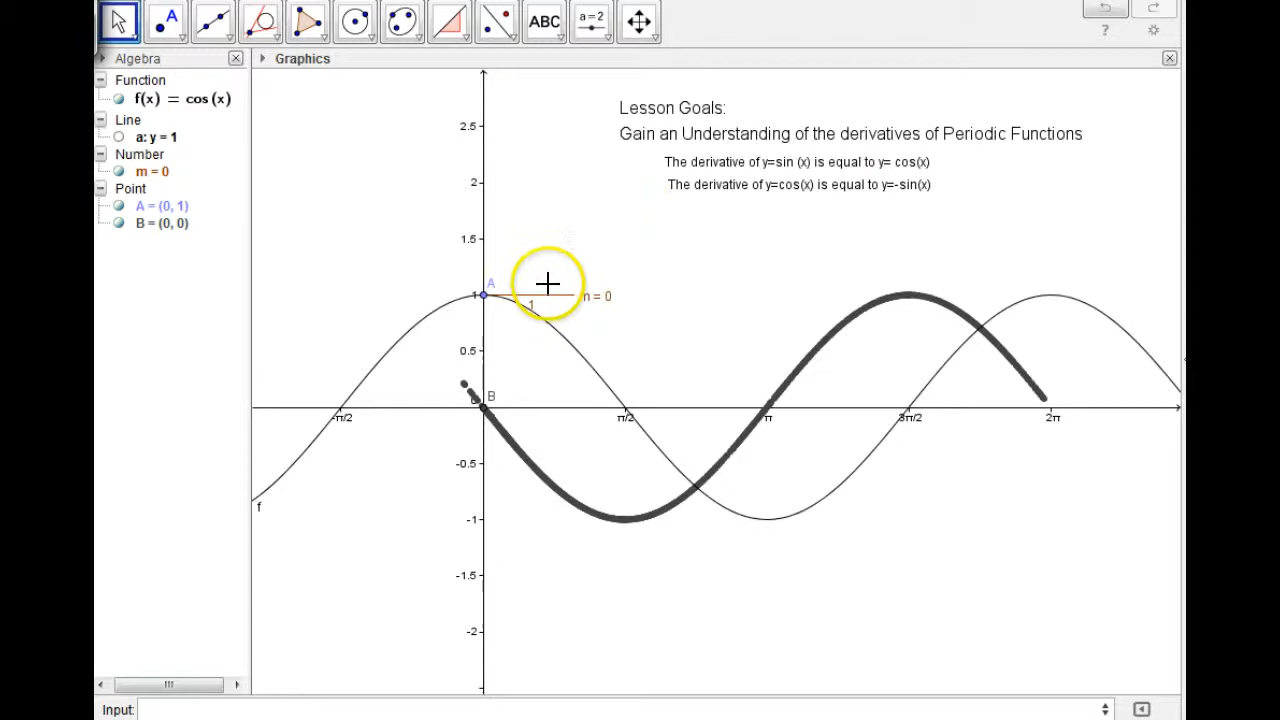 A
ABC
a=2
?
Algebra
Graphics
Function
f(x) = cos(x)
Line
a: y = 1
Number
m = 0
Point
A = (0, 1)
B = (0, 0)
Lesson Goals:
Gain an Understanding of the derivatives of Periodic Functions
The derivative of y=sin (x) is equal to y= cos(x)
The derivative of y=cos(x) is equal to y=-sin(x)
2.5
2
1.5
A
1
1
m = 0
0.5
B
0
-π/2
π/2
π
3π/2
2π
-0.5
f
-1
-1.5
-2
Input: